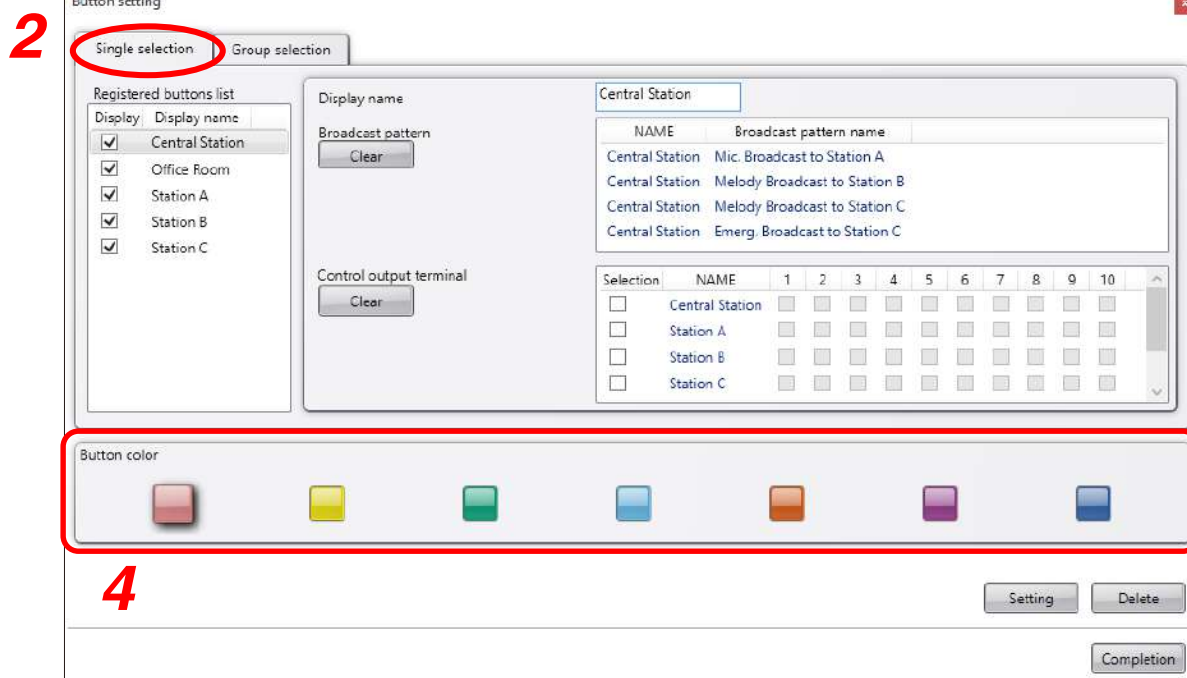 Button setting
2
Single selection Group selection
Registered buttons list
Display Display name
Central Station
Office Room
Station A
Station B
Station C
Display name Central Station
Broadcast pattern
Clear
NAME Broadcast pattern name
Central Station Mic. Broadcast to Station A
Central Station Melody Broadcast to Station B
Central Station Melody Broadcast to Station C
Central Station Emerg. Broadcast to Station C
Control output terminal
Clear
Selection NAME 1 2 3 4 5 6 7 8 9 10
Central Station
Station A
Station B
Station C
Button color
4
Setting Delete
Completion